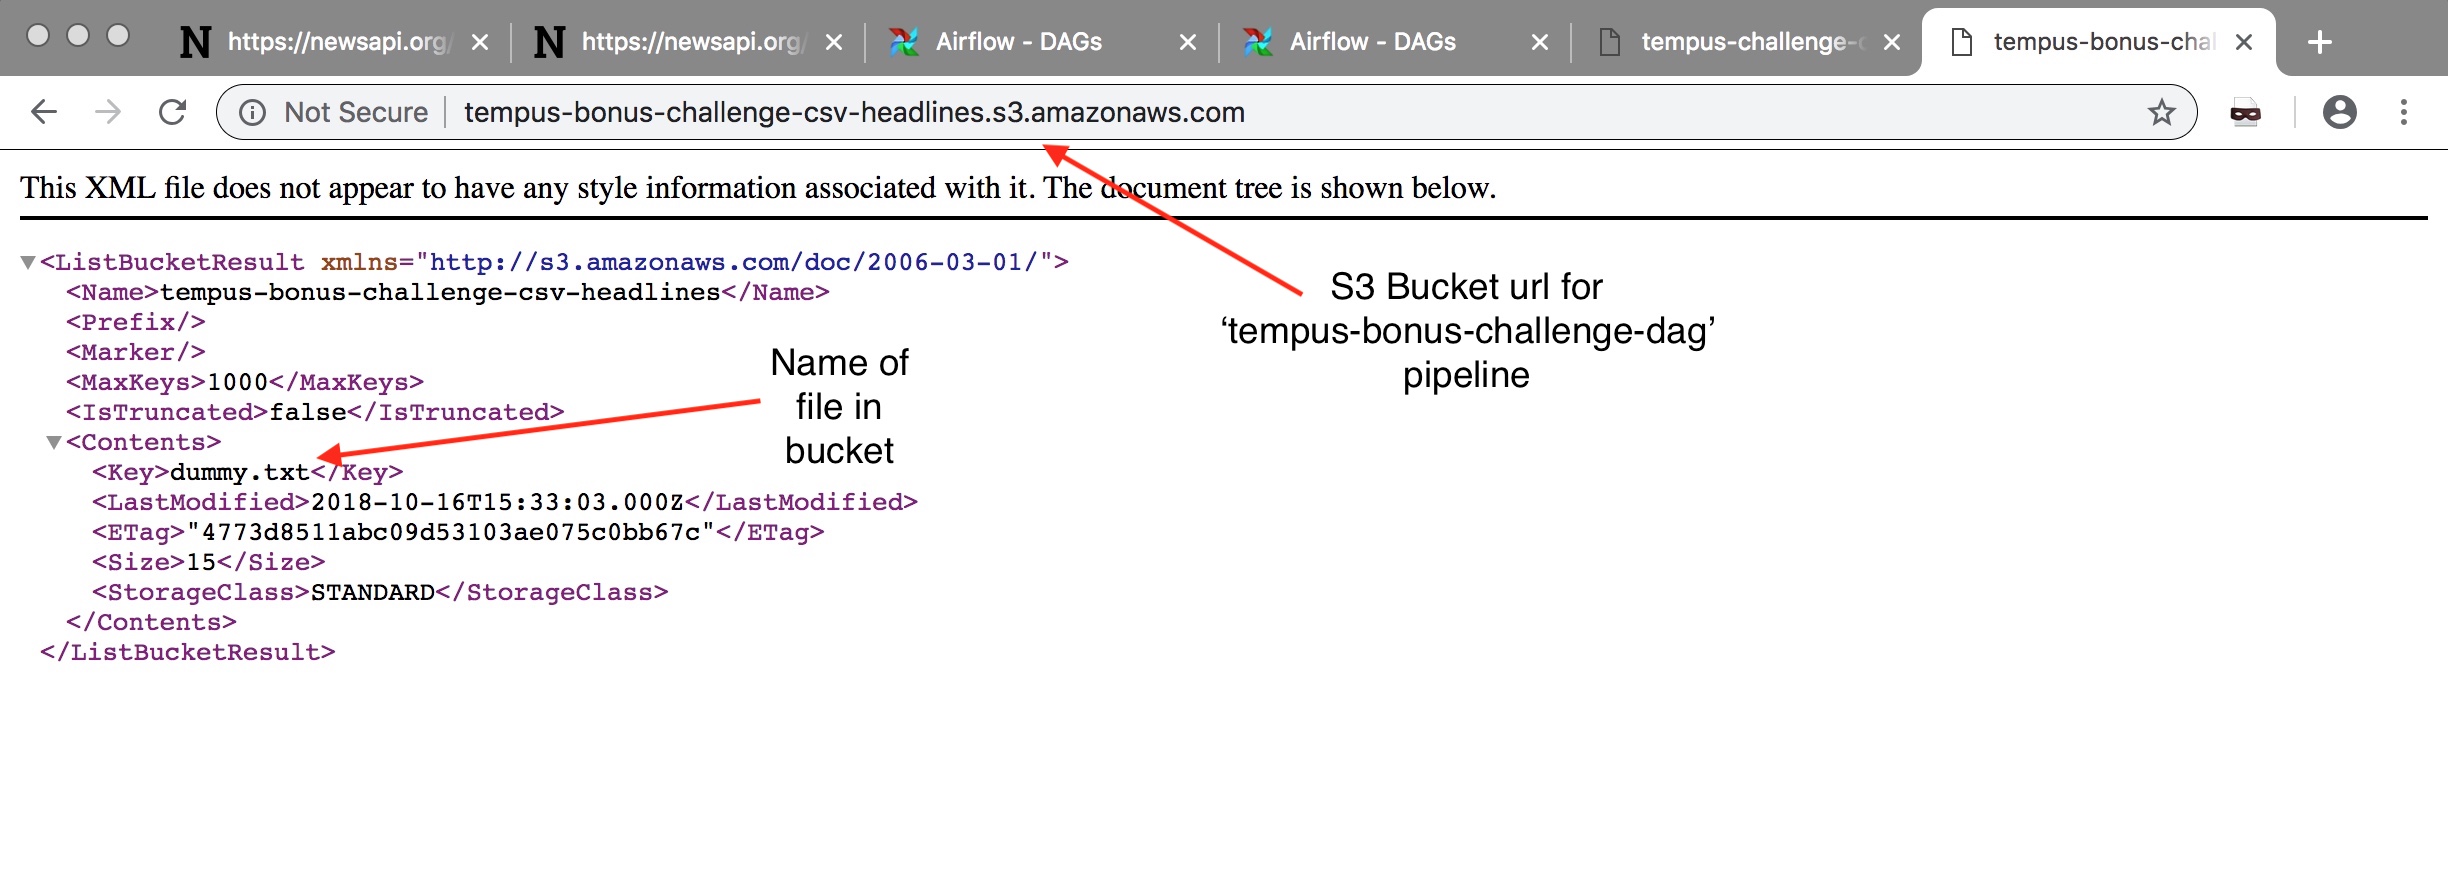 https://newsapi.org/
https://newsapi.org/
Airflow - DAGs
Airflow - DAGs
tempus-challenge-
tempus-bonus-chal
Not Secure
tempus-bonus-challenge-csv-headlines.s3.amazonaws.com
This XML file does not appear to have any style information associated with it. The document tree is shown below.
<ListBucketResult xmlns="http://s3.amazonaws.com/doc/2006-03-01/">
<Name>tempus-bonus-challenge-csv-headlines</Name>
<Prefix/>
<Marker/>
<MaxKeys>1000</MaxKeys>
<IsTruncated>false</IsTruncated>
<Contents>
<Key>dummy.txt</Key>
<LastModified>2018-10-16T15:33:03.000Z</LastModified>
<ETag>"4773d8511abc09d53103ae075c0bb67c"</ETag>
<Size>15</Size>
<StorageClass>STANDARD</StorageClass>
</Contents>
</ListBucketResult>
Name of
file in
bucket
S3 Bucket url for
‘tempus-bonus-challenge-dag’
pipeline